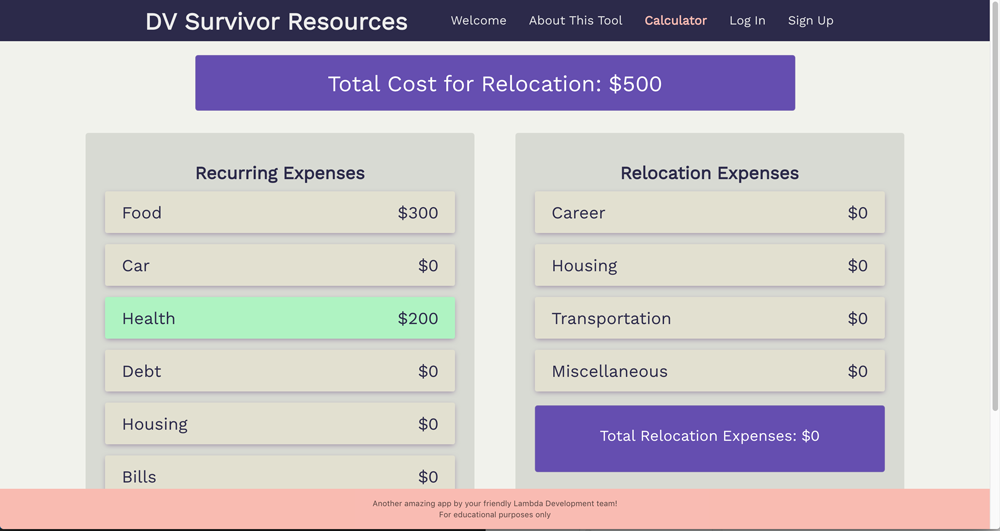 DV Survivor Resources Welcome About This Tool Calculator Log In Sign Up
Total Cost for Relocation: $500
Recurring Expenses
Food $300
Car $0
Health $200
Debt $0
Housing $0
Bills $0
Relocation Expenses
Career $0
Housing $0
Transportation $0
Miscellaneous $0
Total Relocation Expenses: $0
Another amazing app by your friendly Lambda Development team!
For educational purposes only